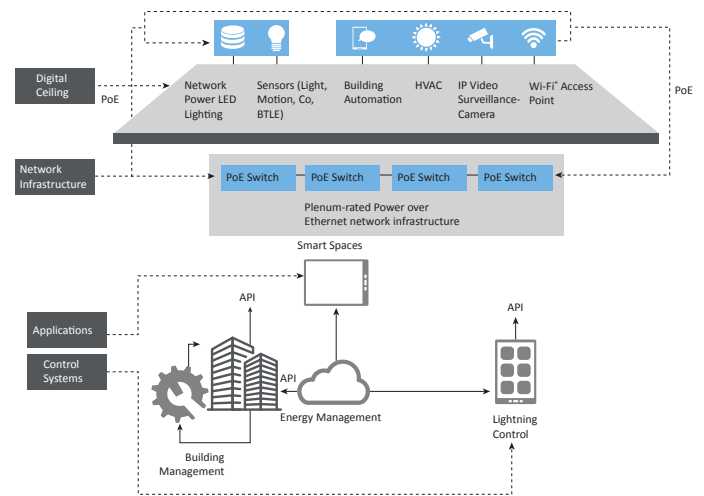 Digital
Ceiling
PoE
Network
Power LED
Lighting
Sensors (Light,
Motion, Co,
BTLE)
Building
Automation
HVAC
IP Video
Surveillance-
Camera
Wi-Fi® Access
Point
PoE
Network
Infrastructure
PoE Switch
PoE Switch
PoE Switch
PoE Switch
Plenum-rated Power over
Ethernet network infrastructure
Smart Spaces
API
API
Applications
Control
Systems
API
Energy Management
Lightning
Control
Building
Management